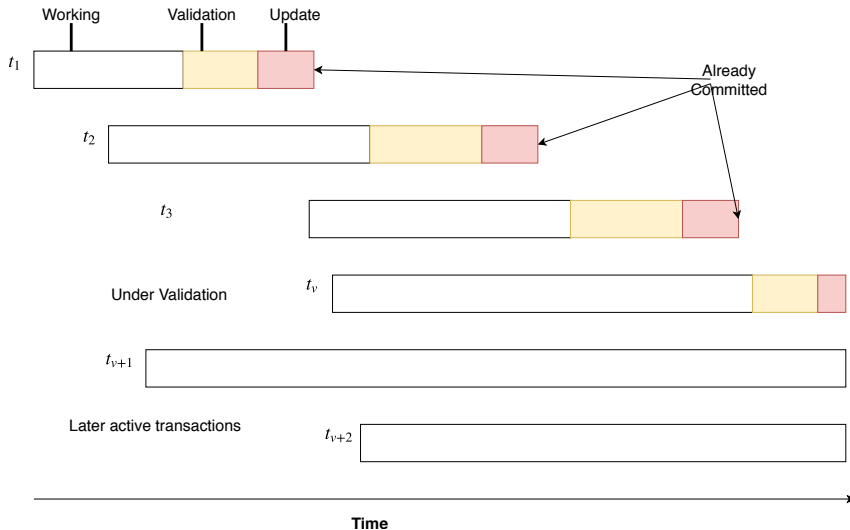 Working Validation Update
t1
Already
Committed
t2
t3
tv
Under Validation
tv+1
Later active transactions
tv+2
Time